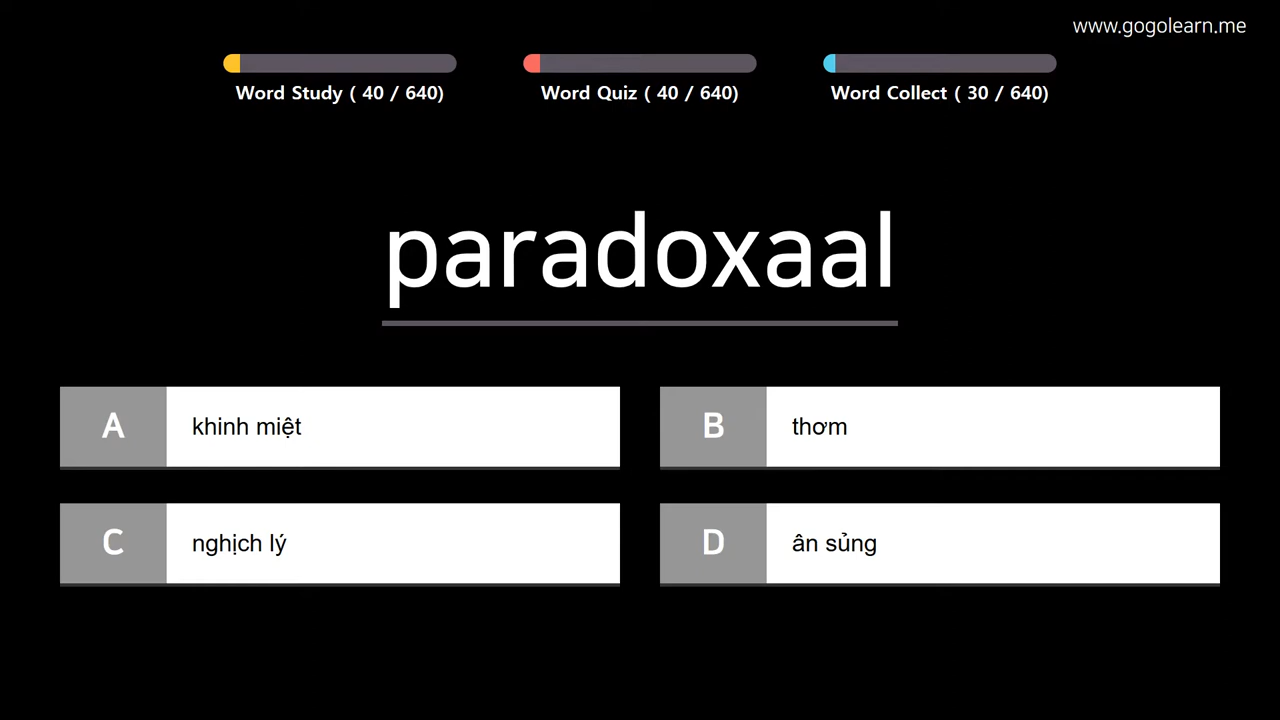 www.gogolearn.me
Word Study ( 40 / 640)
Word Quiz ( 40 / 640)
Word Collect ( 30 / 640)
paradoxaal
A khinh miệt
B thơm
C nghịch lý
D ân sủng